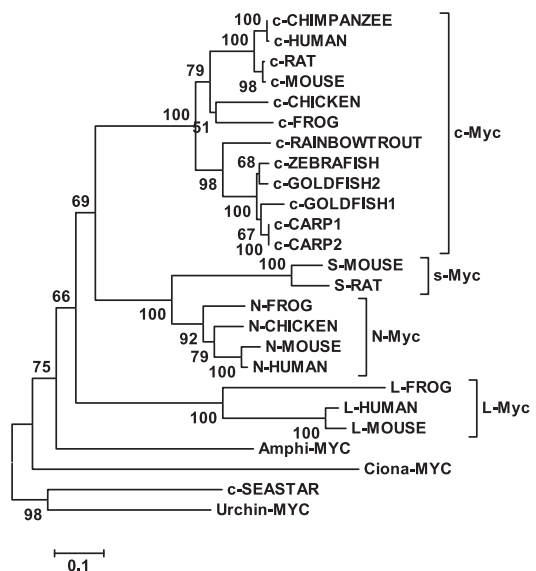 100 c-CHIMPANZEE
100 c-HUMAN
c-RAT
79 98 c-MOUSE
c-CHICKEN
100 51 c-FROG
c-RAINBOWTROUT c-Myc
68 c-ZEBRAFISH
98 c-GOLDFISH2
100 c-GOLDFISH1
67 c-CARP1
69 100 c-CARP2
100 S-MOUSE
S-RAT s-Myc
100 N-FROG
92 N-CHICKEN
66 79 N-MOUSE N-Myc
100 N-HUMAN
75 L-FROG
100 L-HUMAN L-Myc
100 L-MOUSE
Amphi-MYC
Ciona-MYC
c-SEASTAR
98 Urchin-MYC
0.1